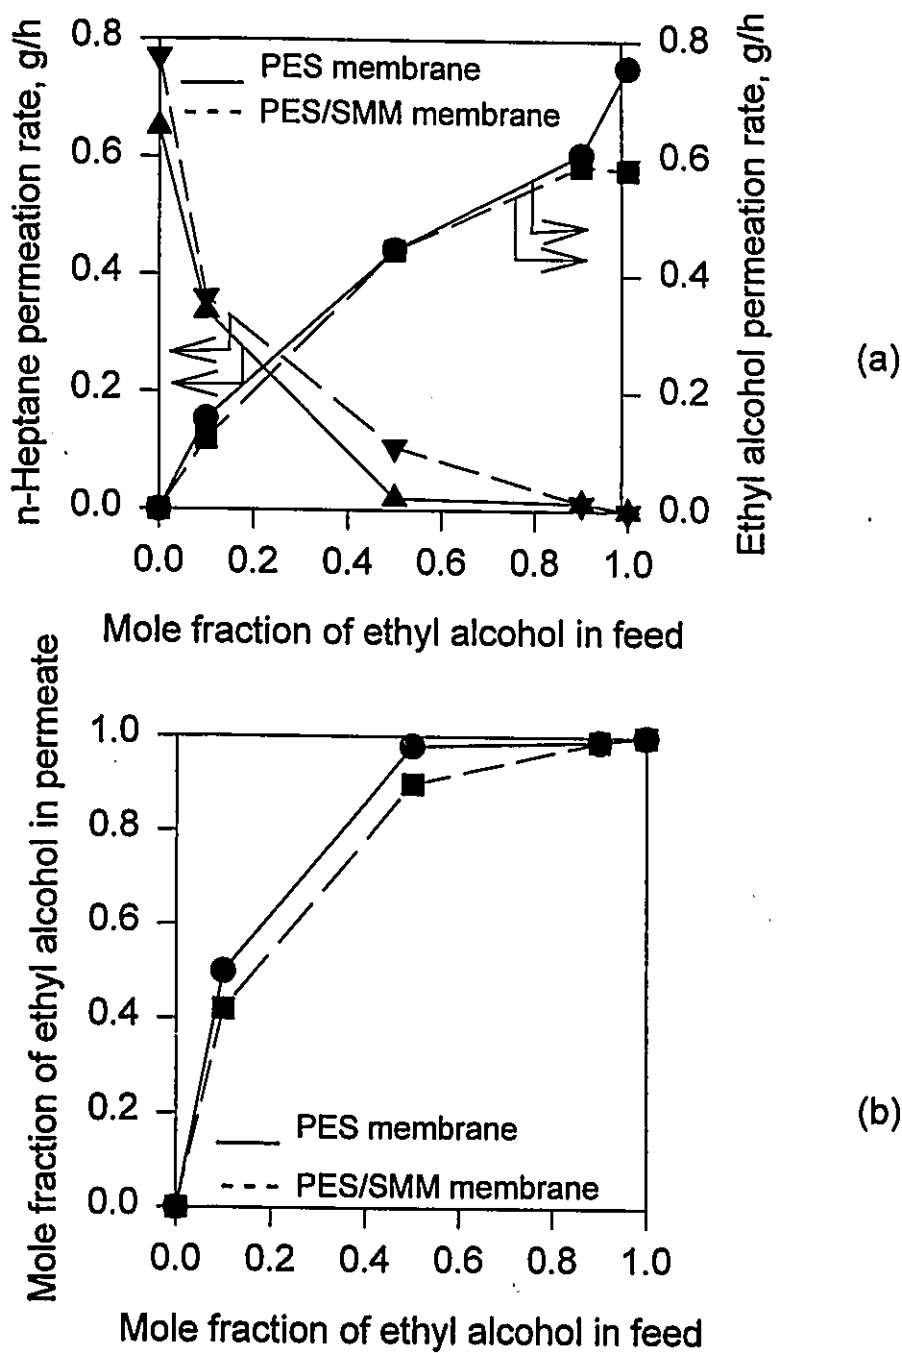 n-Heptane permeation rate, g/h
0.8
0.6
0.4
0.2
0.0
PES membrane
PES/SMM membrane
0.8
0.6
0.4
0.2
0.0
Ethyl alcohol permeation rate, g/h
0.0 0.2 0.4 0.6 0.8 1.0
Mole fraction of ethyl alcohol in feed
(a)
Mole fraction of ethyl alcohol in permeate
1.0
0.8
0.6
0.4
0.2
0.0
PES membrane
PES/SMM membrane
0.0 0.2 0.4 0.6 0.8 1.0
Mole fraction of ethyl alcohol in feed
(b)